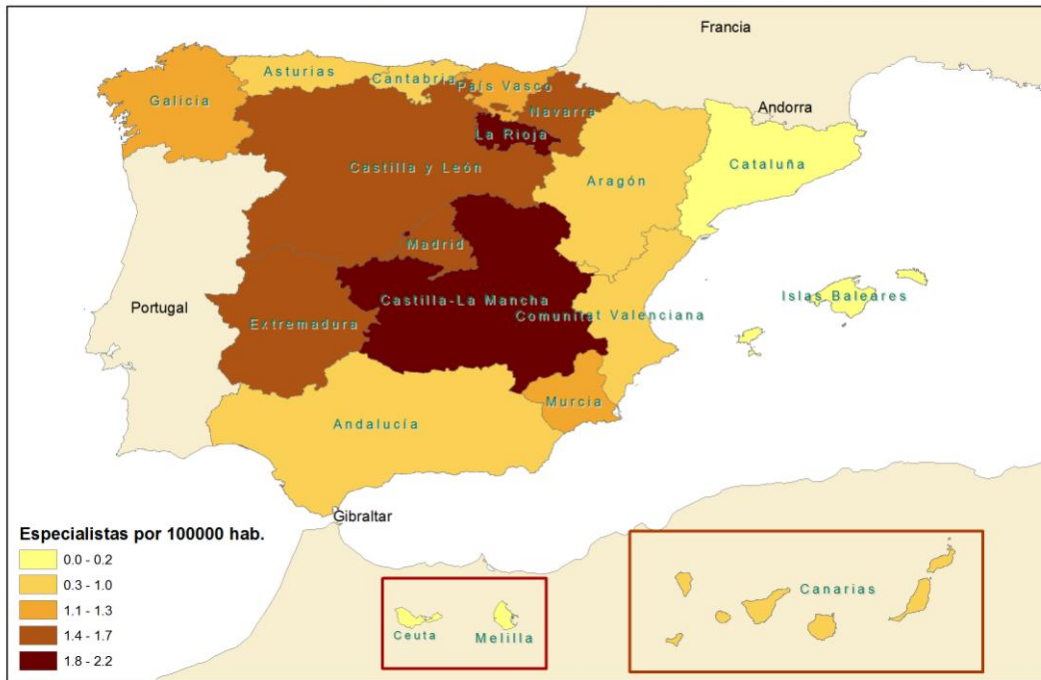 Francia
Andorra
Asturias
Cantabria
País Vasco
Galicia
Navarra
La Rioja
Castilla y León
Aragón
Cataluña
Madrid
Portugal
Castilla-La Mancha
Islas Baleares
Extremadura
Comunitat Valenciana
Murcia
Andalucía
Gibraltar
Especialistas por 100000 hab.
0.0 - 0.2
0.3 - 1.0
1.1 - 1.3
1.4 - 1.7
1.8 - 2.2
Ceuta
Melilla
Canarias